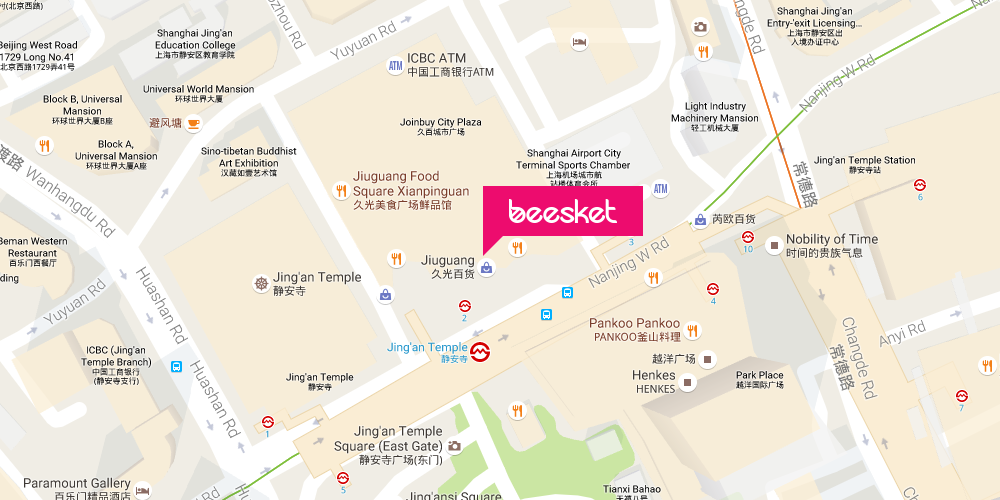 村(北京西路)
Shanghai Jing'an
Education College
上海市静安区教育学院
Yuyuan Rd
Beijing West Road
1729 Long No.41
北京西路1729弄41号
ATM
ICBC ATM
中国工商银行ATM
Shanghai Jing'an
Entry-'exit Licensing...
上海市静安区出
入境办证中心
Changde Rd
Nanjing W Rd
Block B, Universal
Mansion
环球世界大厦B座
Universal World Mansion
环球世界大厦
避风塘
Block A,
Universal Mansion
环球世界大厦A座
Joinbuy City Plaza
久百城市广场
Light Industry
Machinery Mansion
轻工机械大厦
Sino-tibetan Buddhist
Art Exhibition
汉藏如壹艺术馆
Shanghai Airport City
Terminal Sports Chamber
上海机场城市航
站楼体育会所
Jing'an Temple Station
静安寺站
渡路 Wanhangdu Rd
Jiuguang Food
Square Xianpinguan
久光美食广场鲜品馆
ATM
常德路
6
beesket
芮欧百货
3
10
Nobility of Time
时间的贵族气息
Beman Western
Restaurant
百乐门西餐厅
Jiuguang
久光百货
Nanjing W Rd
Jing'an Temple
静安寺
Yuyuan Rd
Huashan Rd
2
4
Pankoo Pankoo
PANKOO釜山料理
Changde Rd
Anyi Rd
Jing'an Temple
静安寺
越洋广场
常德路
ICBC (Jing'an
Temple Branch)
中国工商银行
(静安寺支行)
Huashan Rd
Jing'an Temple
静安寺
Henkes
HENKES
Park Place
越洋国际广场
7
1
Jing'an Temple
Square (East Gate)
静安寺广场(东门)
5
Paramount Gallery
百乐门精品酒店
Jing'ansi Square
Tianxi Bahao
天禧八号